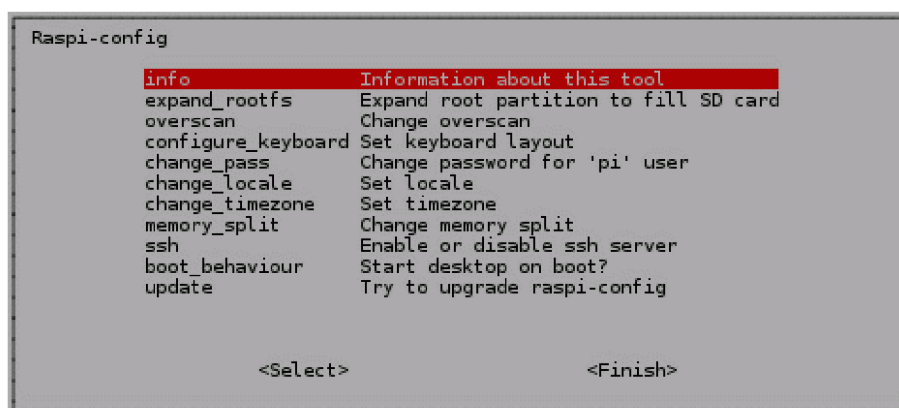 Raspi-config
info Information about this tool
expand_rootfs Expand root partition to fill SD card
overscan Change overscan
configure_keyboard Set keyboard layout
change_pass Change password for 'pi' user
change_locale Set locale
change_timezone Set timezone
memory_split Change memory split
ssh Enable or disable ssh server
boot_behaviour Start desktop on boot?
update Try to upgrade raspi-config
<Select> <Finish>